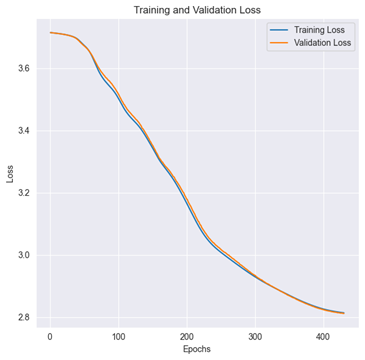 Training and Validation Loss
Training Loss
Validation Loss
3.6
3.4
3.2
3.0
2.8
Loss
0
100
200
300
400
Epochs